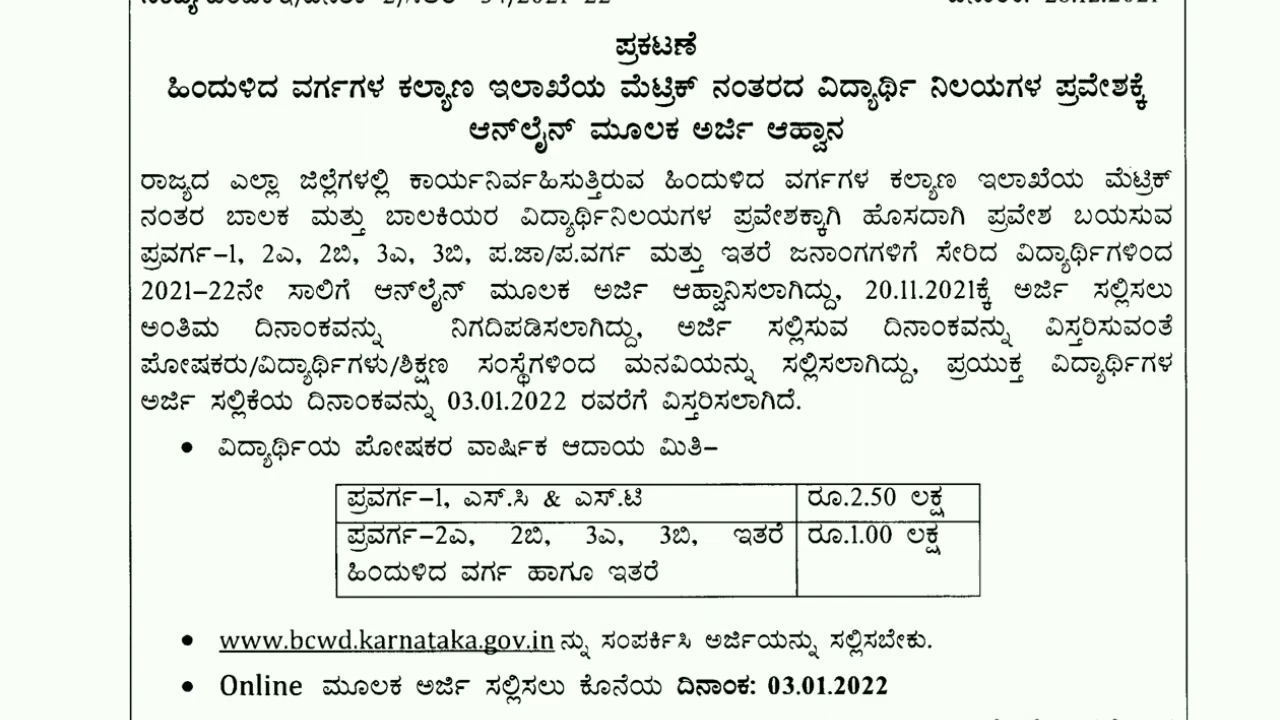 ಪ್ರಕಟಣೆ
ಹಿಂದುಳಿದ ವರ್ಗಗಳ ಕಲ್ಯಾಣ ಇಲಾಖೆಯ ಮೆಟ್ರಿಕ್ ನಂತರದ ವಿದ್ಯಾರ್ಥಿ ನಿಲಯಗಳ ಪ್ರವೇಶಕ್ಕೆ
ಆನ್‌ಲೈನ್ ಮೂಲಕ ಅರ್ಜಿ ಆಹ್ವಾನ
ರಾಜ್ಯದ ಎಲ್ಲಾ ಜಿಲ್ಲೆಗಳಲ್ಲಿ ಕಾರ್ಯನಿರ್ವಹಿಸುತ್ತಿರುವ ಹಿಂದುಳಿದ ವರ್ಗಗಳ ಕಲ್ಯಾಣ ಇಲಾಖೆಯ ಮೆಟ್ರಿಕ್
ನಂತರ ಬಾಲಕ ಮತ್ತು ಬಾಲಕಿಯರ ವಿದ್ಯಾರ್ಥಿನಿಲಯಗಳ ಪ್ರವೇಶಕ್ಕಾಗಿ ಹೊಸದಾಗಿ ಪ್ರವೇಶ ಬಯಸುವ
ಪ್ರವರ್ಗ-1, 2ಎ, 2ಬಿ, 3ಎ, 3ಬಿ, ಪ.ಜಾ/ಪ.ವರ್ಗ ಮತ್ತು ಇತರೆ ಜನಾಂಗಗಳಿಗೆ ಸೇರಿದ ವಿದ್ಯಾರ್ಥಿಗಳಿಂದ
2021-22ನೇ ಸಾಲಿಗೆ ಆನ್‌ಲೈನ್ ಮೂಲಕ ಅರ್ಜಿ ಆಹ್ವಾನಿಸಲಾಗಿದ್ದು, 20.11.2021ಕ್ಕೆ ಅರ್ಜಿ ಸಲ್ಲಿಸಲು
ಅಂತಿಮ ದಿನಾಂಕವನ್ನು ನಿಗದಿಪಡಿಸಲಾಗಿದ್ದು, ಅರ್ಜಿ ಸಲ್ಲಿಸುವ ದಿನಾಂಕವನ್ನು ವಿಸ್ತರಿಸುವಂತೆ
ಪೋಷಕರು/ವಿದ್ಯಾರ್ಥಿಗಳು/ಶಿಕ್ಷಣ ಸಂಸ್ಥೆಗಳಿಂದ ಮನವಿಯನ್ನು ಸಲ್ಲಿಸಲಾಗಿದ್ದು, ಪ್ರಯುಕ್ತ ವಿದ್ಯಾರ್ಥಿಗಳ
ಅರ್ಜಿ ಸಲ್ಲಿಕೆಯ ದಿನಾಂಕವನ್ನು 03.01.2022 ರವರೆಗೆ ವಿಸ್ತರಿಸಲಾಗಿದೆ.
• ವಿದ್ಯಾರ್ಥಿಯ ಪೋಷಕರ ವಾರ್ಷಿಕ ಆದಾಯ ಮಿತಿ-
ಪ್ರವರ್ಗ-1, ಎಸ್.ಸಿ & ಎಸ್.ಟಿ ರೂ.2.50 ಲಕ್ಷ
ಪ್ರವರ್ಗ-2ಎ, 2ಬಿ, 3ಎ, 3ಬಿ, ಇತರೆ ರೂ.1.00 ಲಕ್ಷ
ಹಿಂದುಳಿದ ವರ್ಗ ಹಾಗೂ ಇತರೆ
• www.bcwd.karnataka.gov.in ನ್ನು ಸಂಪರ್ಕಿಸಿ ಅರ್ಜಿಯನ್ನು ಸಲ್ಲಿಸಬೇಕು.
• Online ಮೂಲಕ ಅರ್ಜಿ ಸಲ್ಲಿಸಲು ಕೊನೆಯ ದಿನಾಂಕ: 03.01.2022